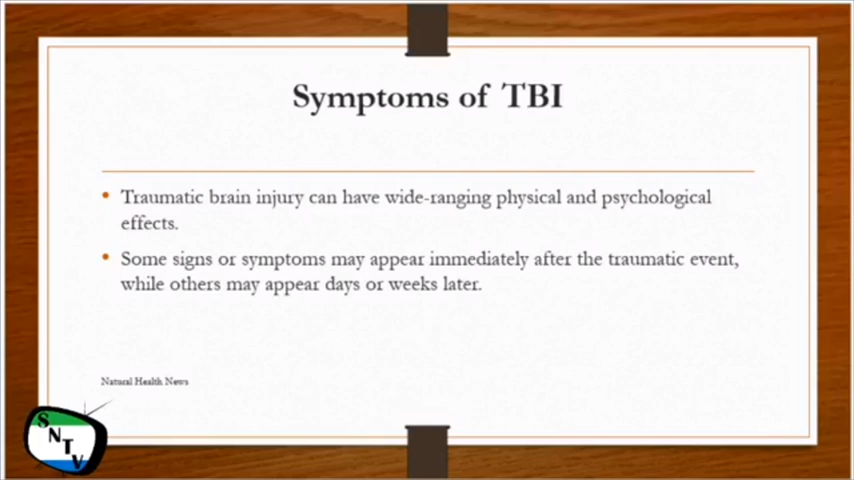 Symptoms of TBI
• Traumatic brain injury can have wide-ranging physical and psychological
effects.
• Some signs or symptoms may appear immediately after the traumatic event,
while others may appear days or weeks later.
Natural Health News
SNTV